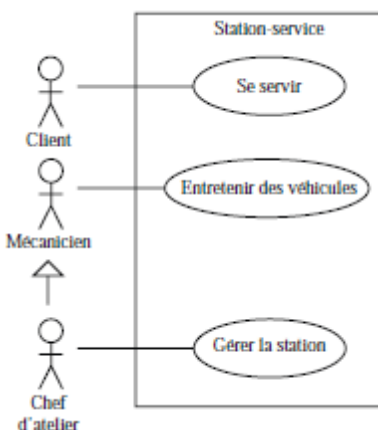 Station-service
Se servir
Client
Entretenir des véhicules
Mécanicien
Gérer la station
Chef
d'atelier